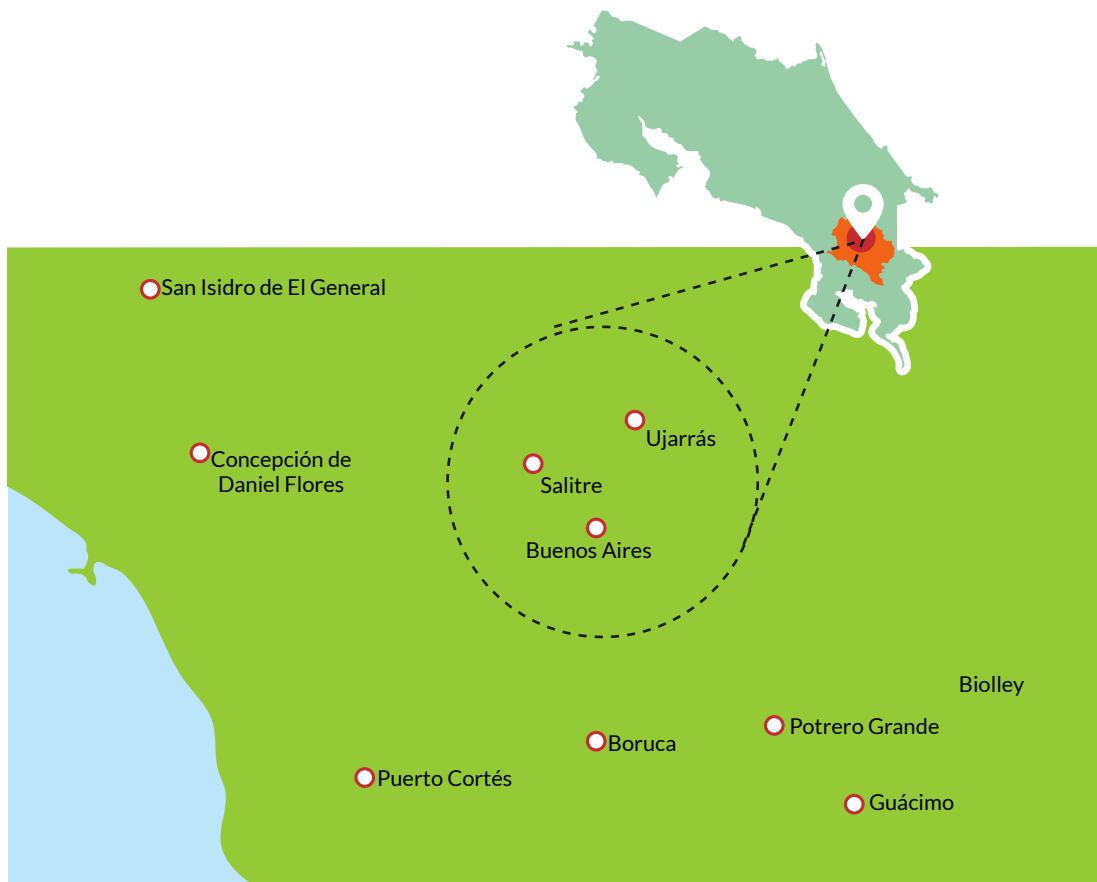 San Isidro de El General
Ujarrás
Concepción de
Daniel Flores
Salitre
Buenos Aires
Biolley
Potrero Grande
Boruca
Puerto Cortés
Guácimo